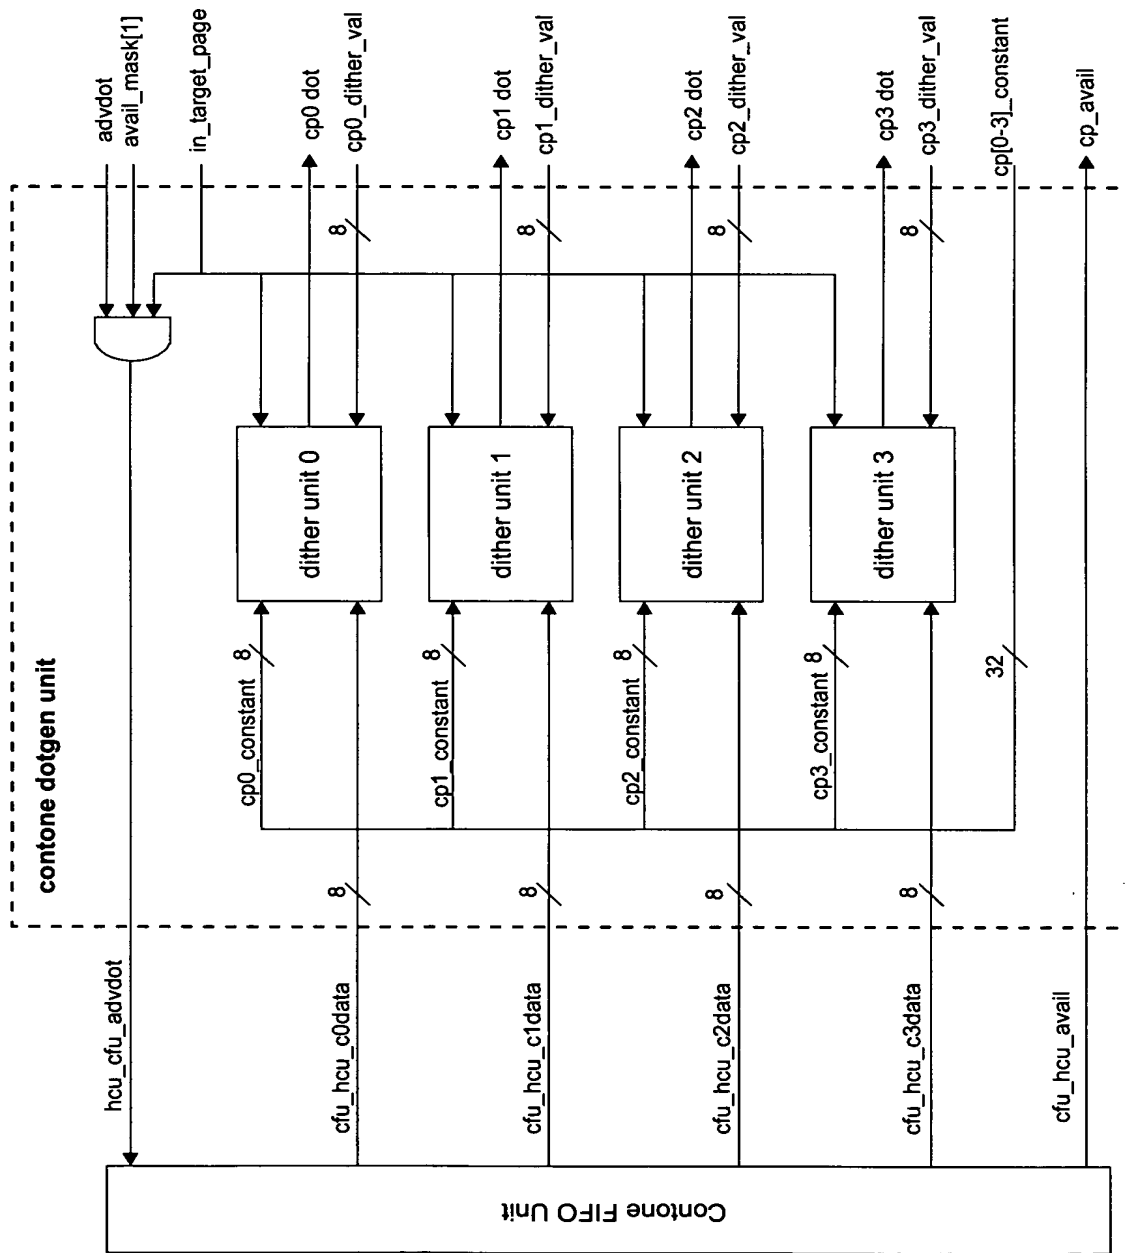 advdot
avail_mask[1]
in_target_page
cp0 dot
cp0_dither_val
cp1 dot
cp1_dither_val
cp2 dot
cp2_dither_val
cp3 dot
cp3_dither_val
cp[0-3]_constant
cp_avail
8
8
8
8
dither unit 0
dither unit 1
dither unit 2
dither unit 3
contone dotgen unit
cp0_constant
8
cp1_constant
8
cp2_constant
8
cp3_constant
8
32
8
8
8
8
hcu_cfu_advdot
cfu_hcu_c0data
cfu_hcu_c1data
cfu_hcu_c2data
cfu_hcu_c3data
cfu_hcu_avail
Contone FIFO Unit